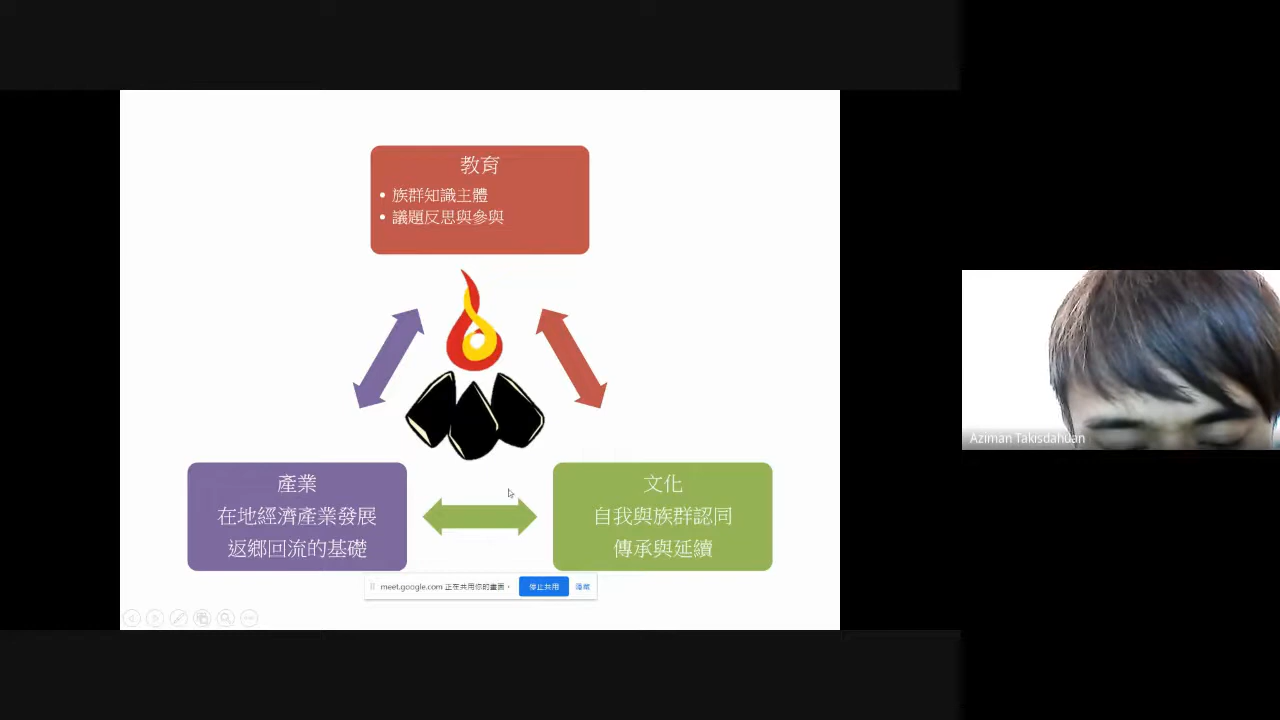 教育
• 族群知識主體
• 議題反思與參與
產業
在地經濟產業發展
返鄉回流的基礎
文化
自我與族群認同
傳承與延續
meet.google.com 正在共用你的畫面。
停止共用
隱藏
Aziman Takisdahuan